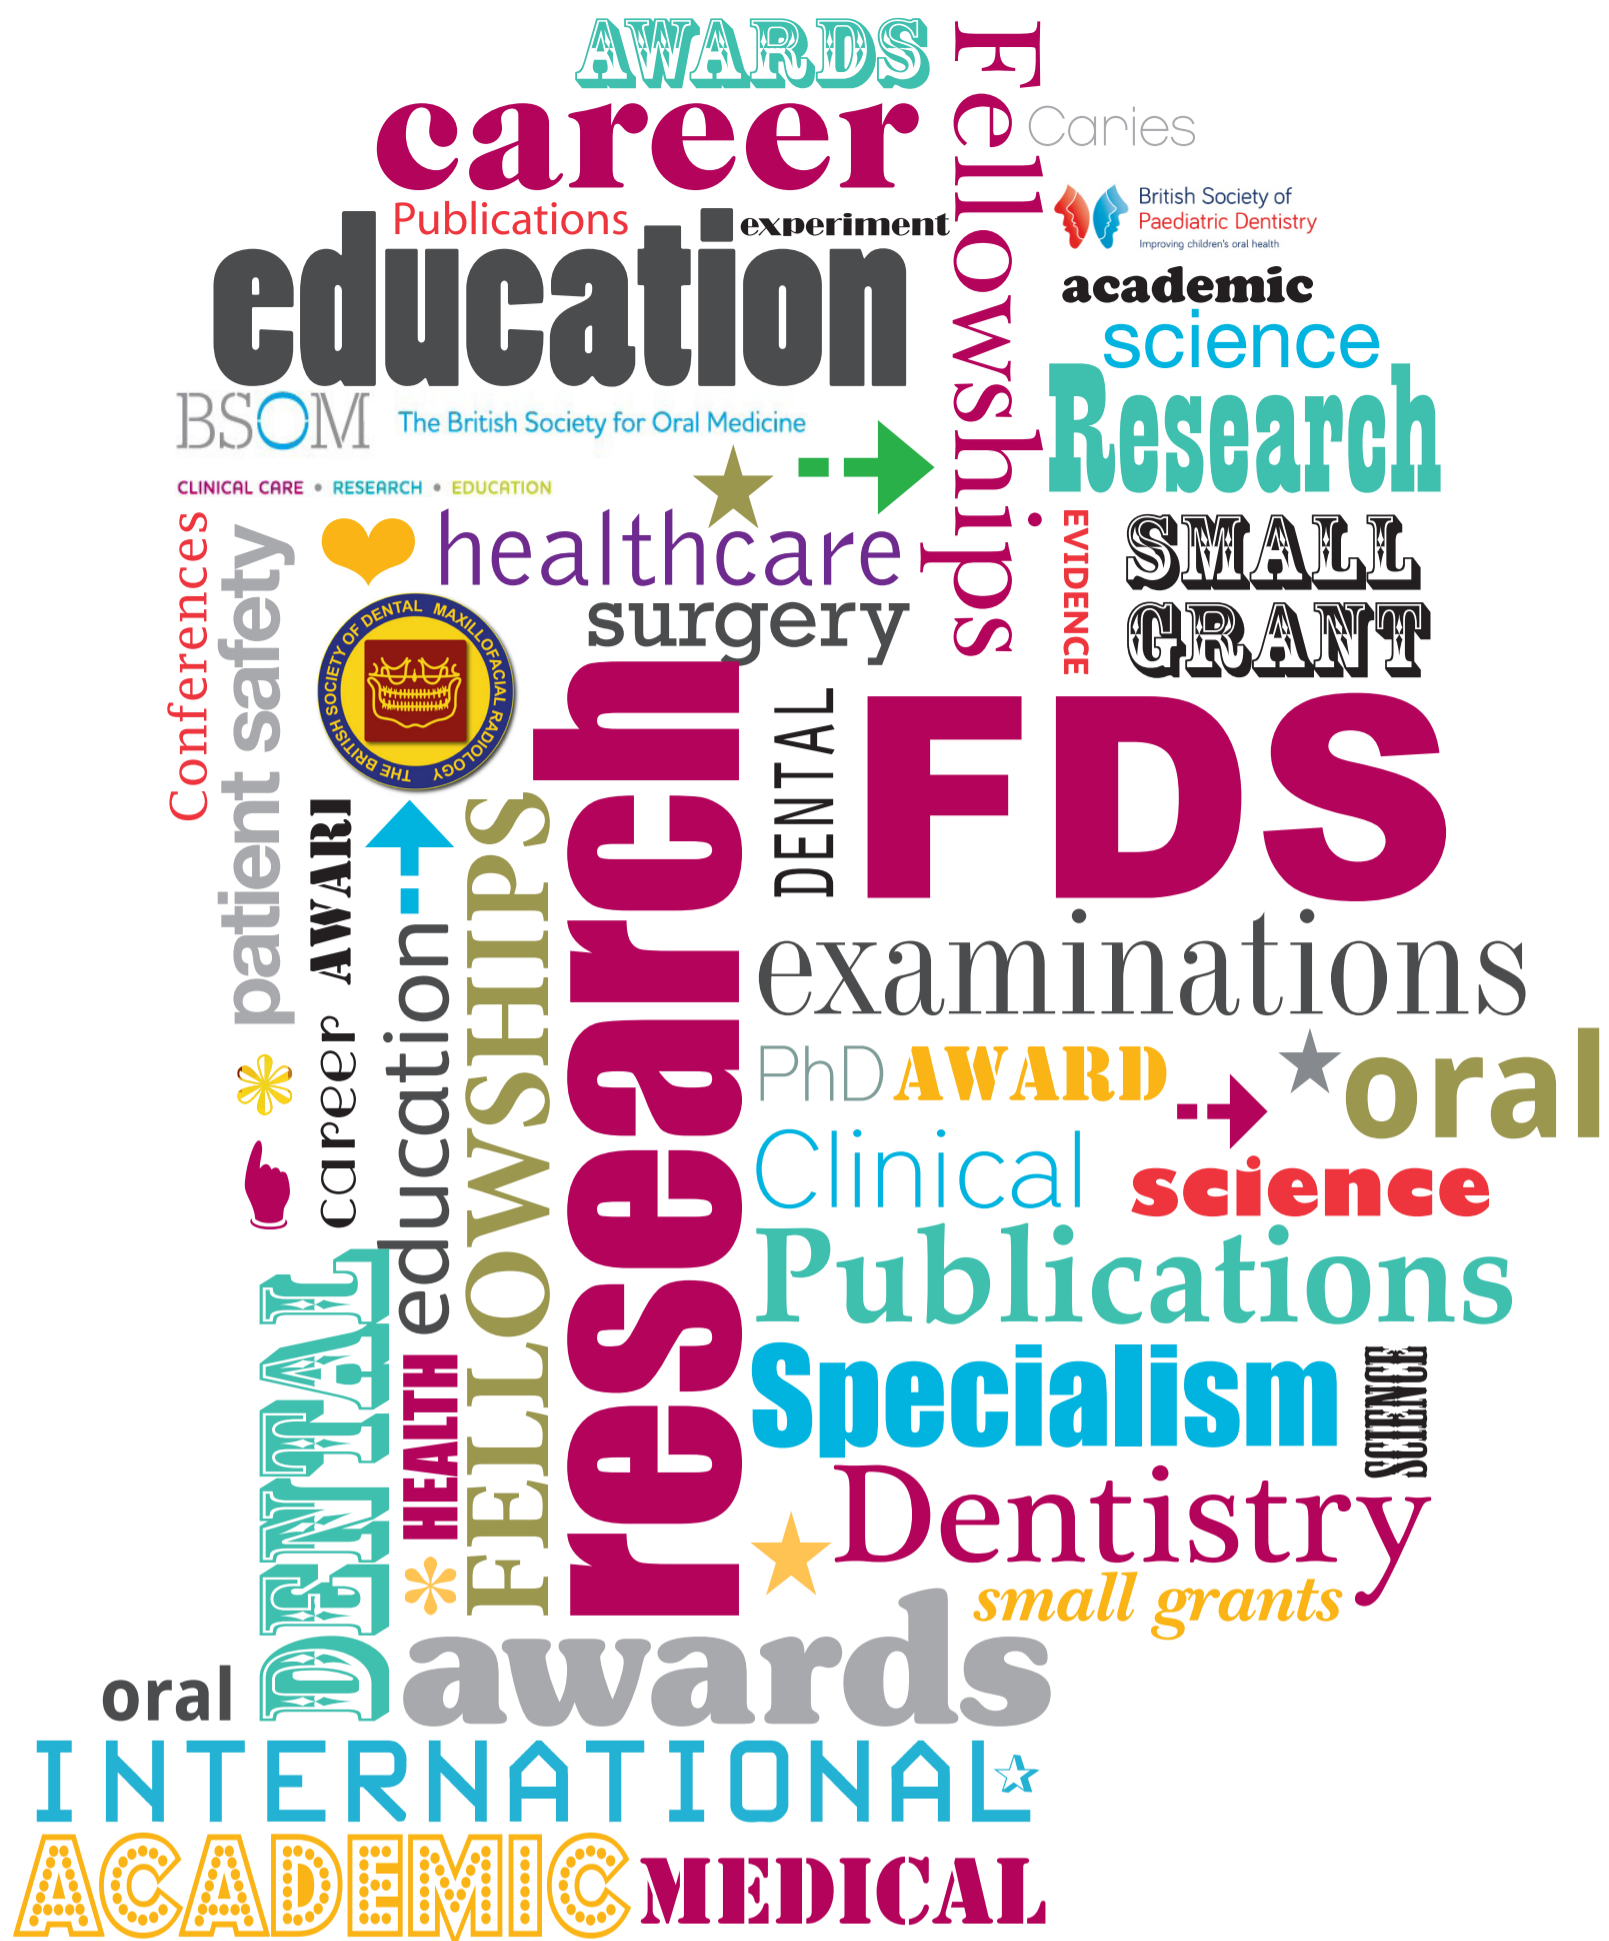 AWARDS
Fellowships
career
Caries
British Society of
Paediatric Dentistry
Improving children's oral health
Publications
experiment
education
academic
science
Research
BSOM
The British Society for Oral Medicine
CLINICAL CARE • RESEARCH • EDUCATION
Conferences
patient safety
healthcare
surgery
EVIDENCE
SMALL
GRANT
THE BRITISH SOCIETY OF DENTAL MAXILLOFACIAL RADIOLOGY
research
DENTAL
FDS
AWARI
career
education
FELLOWSHIPS
examinations
PhD
AWARD
oral
Clinical
science
Publications
DENTAL
HEALTH
Specialism
SCIENCE
Dentistry
small grants
awards
oral
INTERNATIONAL
ACADEMIC
MEDICAL